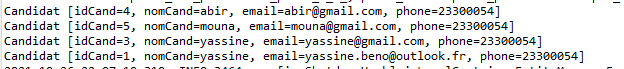 Candidat [idCand=4, nomCand=abir, email=abir@gmail.com, phone=23300054]
Candidat [idCand=5, nomCand=mouna, email=mouna@gmail.com, phone=23300054]
Candidat [idCand=3, nomCand=yassine, email=yassine@gmail.com, phone=23300054]
Candidat [idCand=1, nomCand=yassine, email=yassine.beno@outlook.fr, phone=23300054]